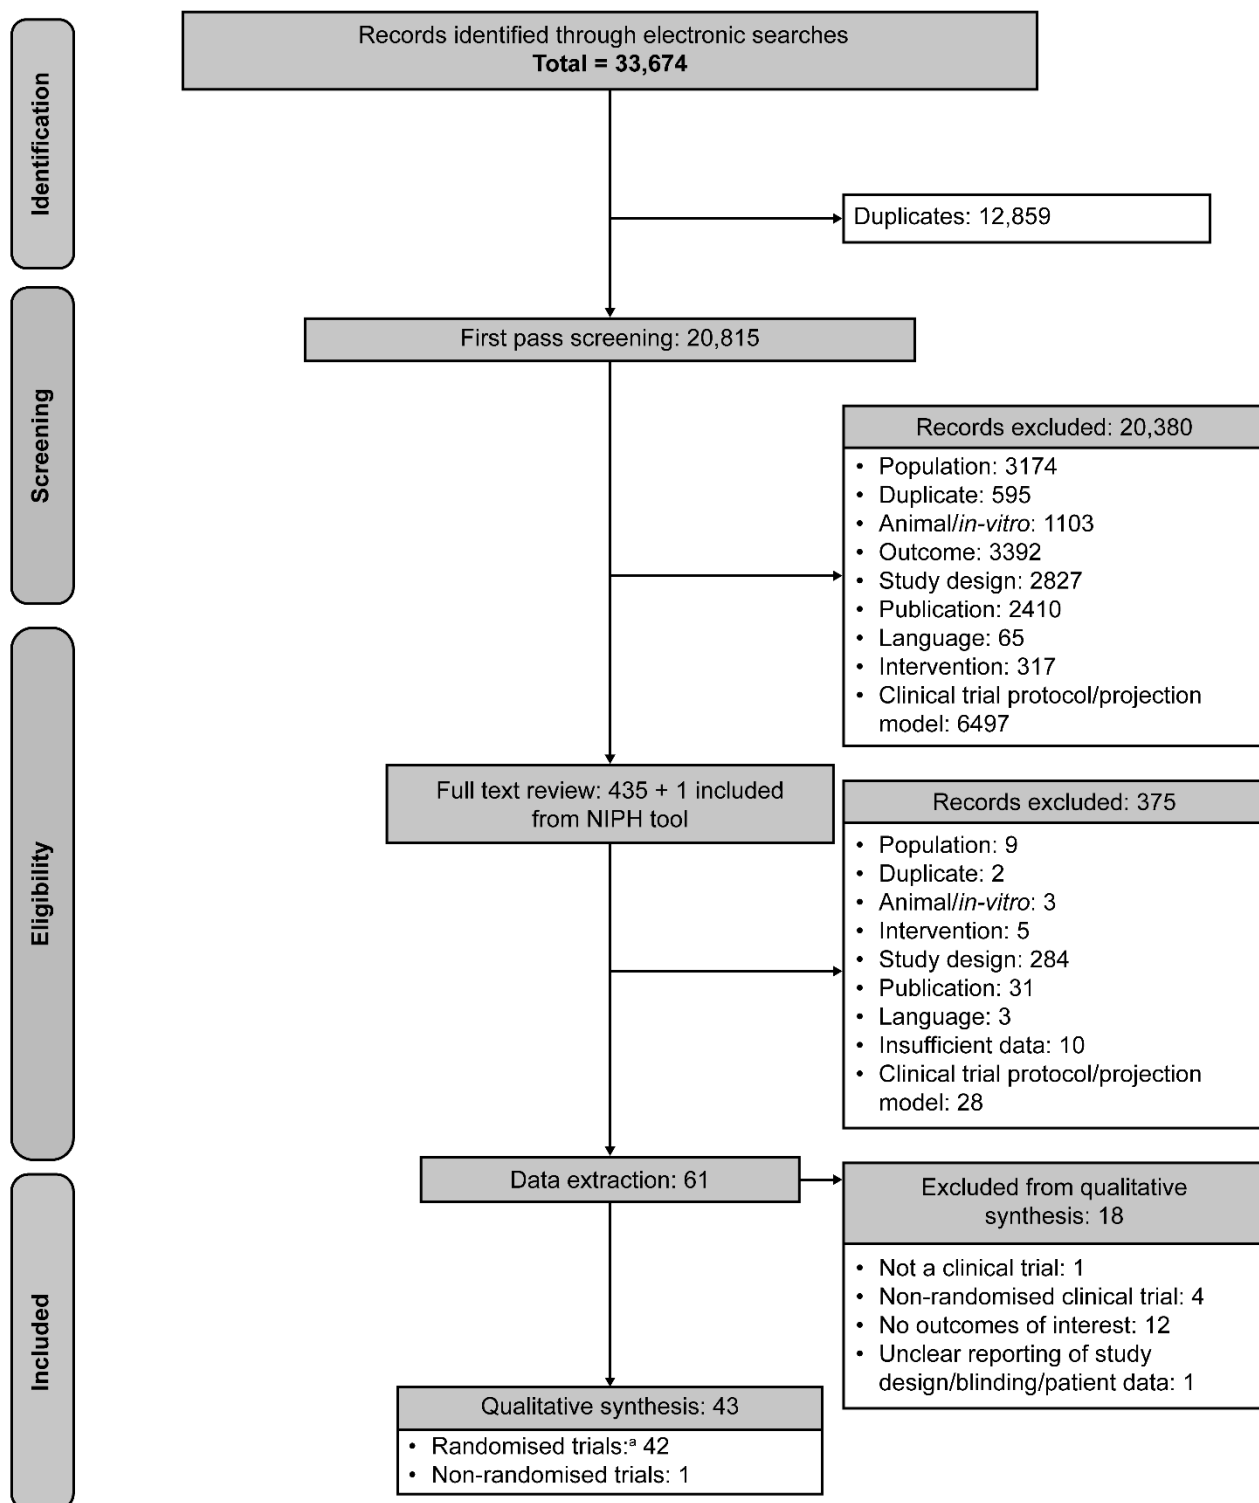 Identification
Records identified through electronic searches
Total = 33,674
Duplicates: 12,859
Screening
First pass screening: 20,815
Records excluded: 20,380
• Population: 3174
• Duplicate: 595
• Animal/in-vitro: 1103
• Outcome: 3392
• Study design: 2827
• Publication: 2410
• Language: 65
• Intervention: 317
• Clinical trial protocol/projection
model: 6497
Eligibility
Full text review: 435 + 1 included
from NIPH tool
Records excluded: 375
• Population: 9
• Duplicate: 2
• Animal/in-vitro: 3
• Intervention: 5
• Study design: 284
• Publication: 31
• Language: 3
• Insufficient data: 10
• Clinical trial protocol/projection
model: 28
Included
Data extraction: 61
Excluded from qualitative
synthesis: 18
• Not a clinical trial: 1
• Non-randomised clinical trial: 4
• No outcomes of interest: 12
• Unclear reporting of study
design/blinding/patient data: 1
Qualitative synthesis: 43
• Randomised trials:ᵃ 42
• Non-randomised trials: 1